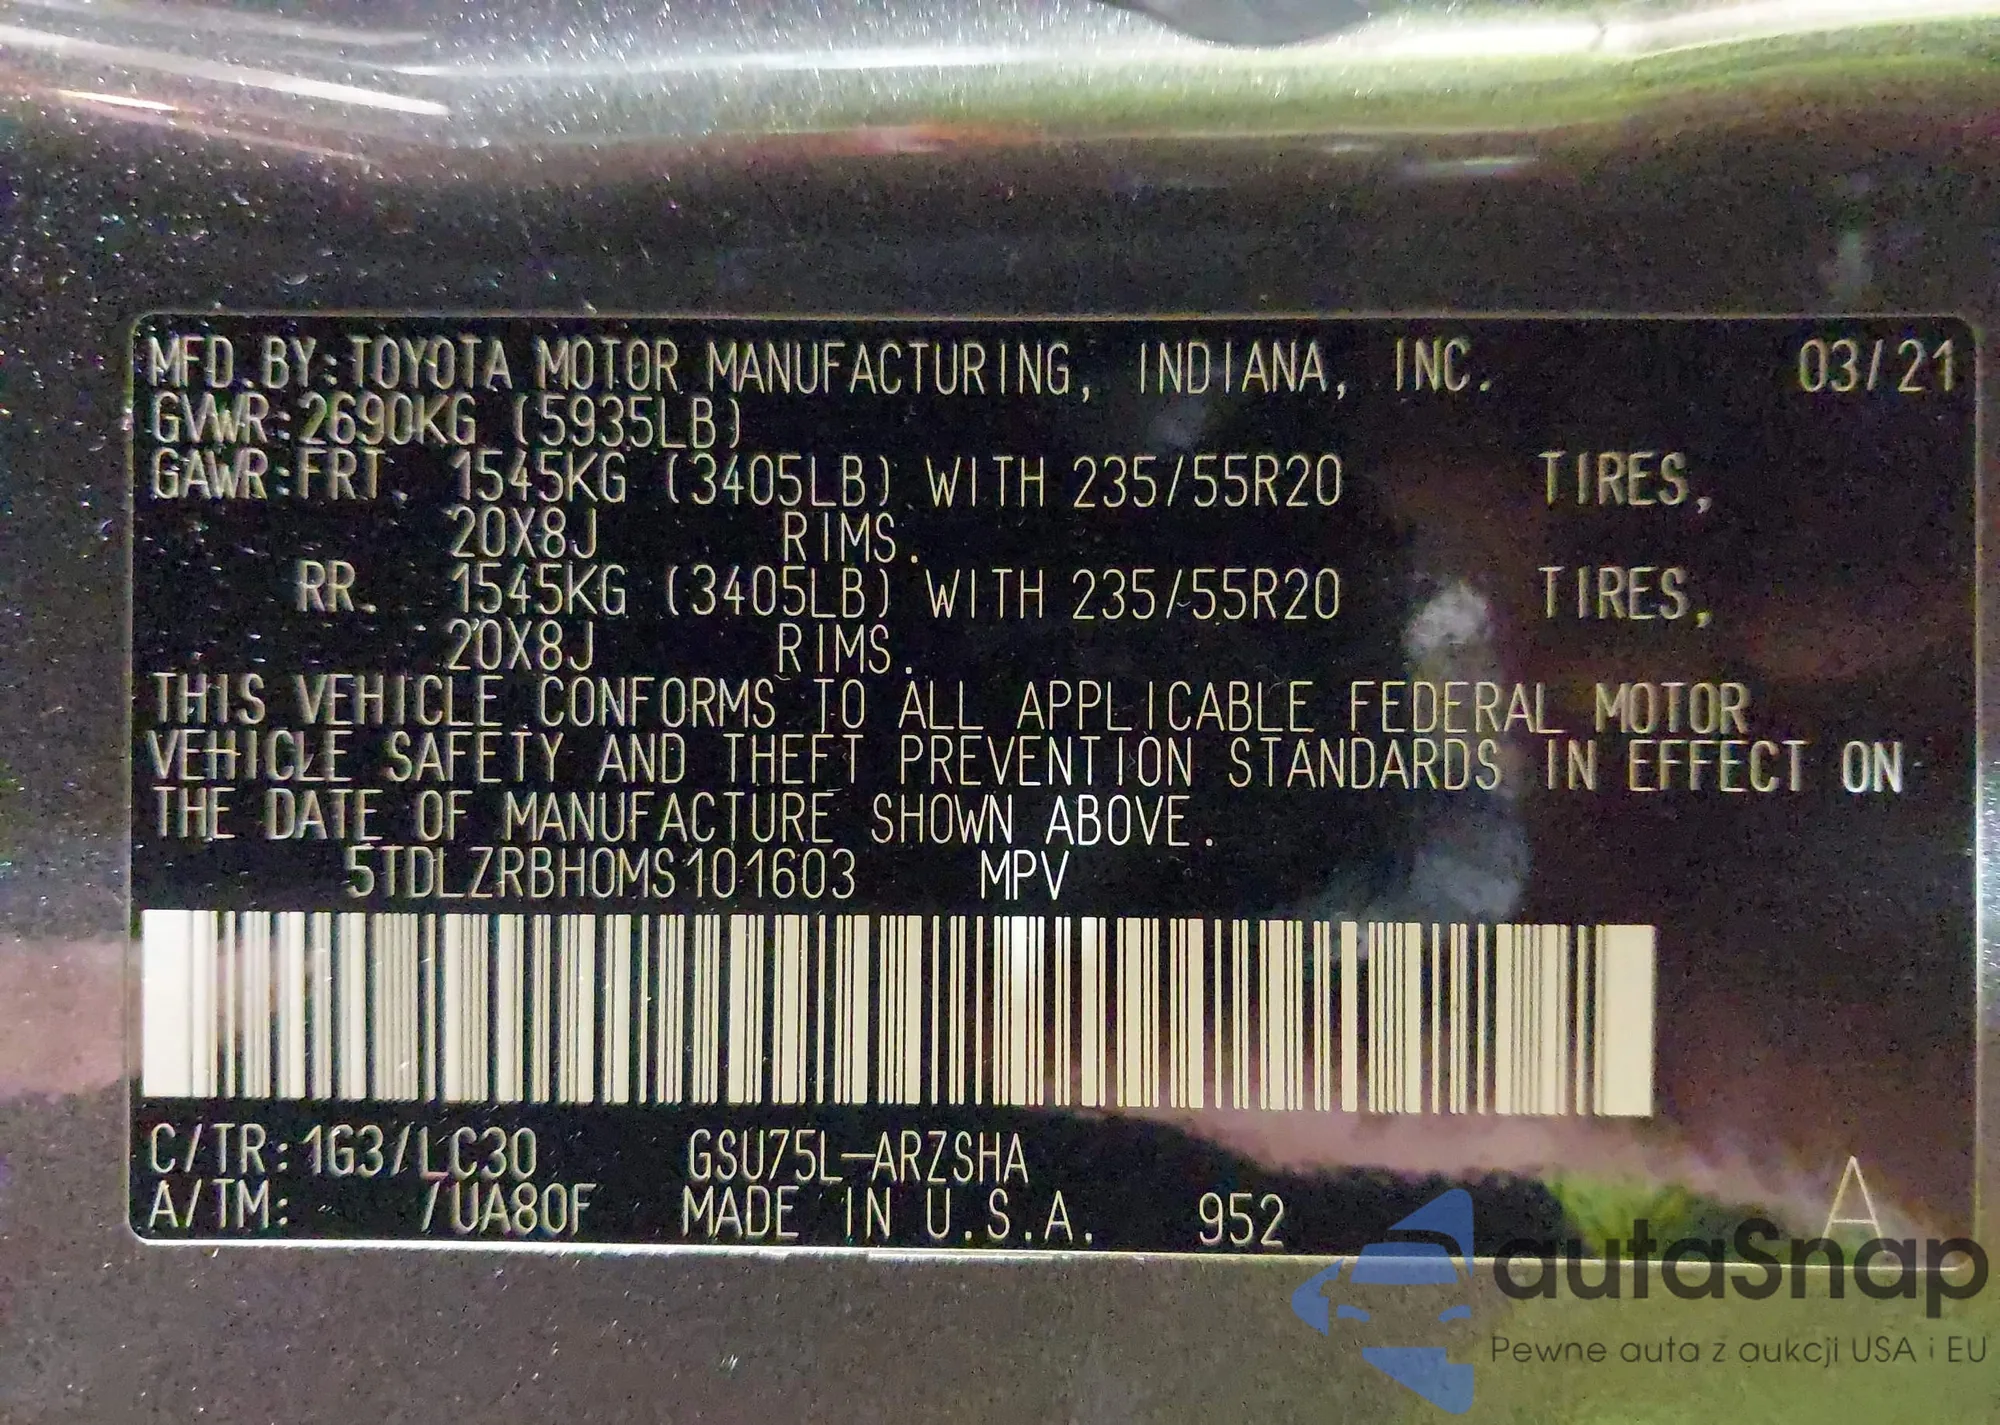 MFD.BY:TOYOTA MOTOR MANUFACTURING, INDIANA, INC. 03/21
GVWR:2690KG (5935LB)
GAWR:FRT. 1545KG (3405LB) WITH 235/55R20 TIRES,
20X8J RIMS.
RR. 1545KG (3405LB) WITH 235/55R20 TIRES,
20X8J RIMS.
THIS VEHICLE CONFORMS TO ALL APPLICABLE FEDERAL MOTOR
VEHICLE SAFETY AND THEFT PREVENTION STANDARDS IN EFFECT ON
THE DATE OF MANUFACTURE SHOWN ABOVE.
5TDLZRBH0MS101603 MPV
C/TR:1G3/LC30 GSU75L-ARZSHA
A/TM: /UA80F MADE IN U.S.A. 952 A
autaSnap
Pewne auta z aukcji USA i EU